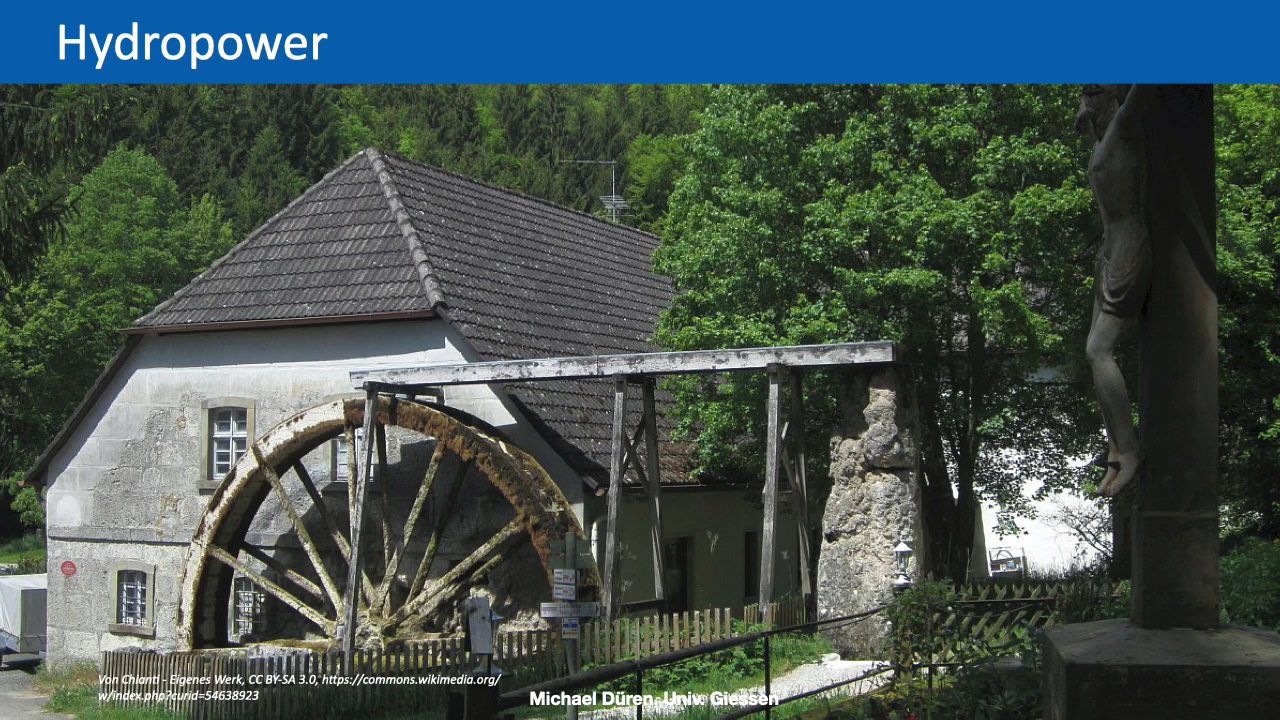 Hydropower
Von Chianti - Eigenes Werk, CC BY-SA 3.0, https://commons.wikimedia.org/
w/index.php?curid=54638923
Michael Düren, Univ. Giessen